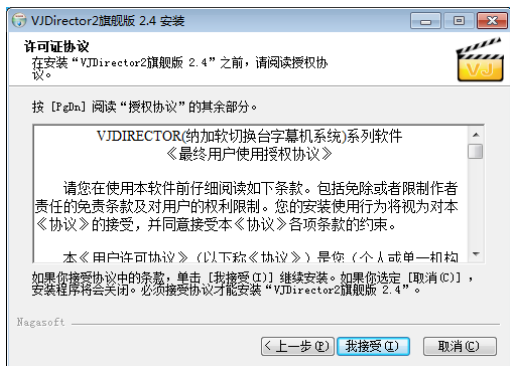 VJDirector2旗舰版 2.4 安装
许可证协议
在安装“VJDirector2旗舰版 2.4”之前，请阅读授权协
议。
VJ
按 [PgDn] 阅读“授权协议”的其余部分。
VJDIRECTOR(纳加软切换台字幕机系统)系列软件
《最终用户使用授权协议》
请您在使用本软件前仔细阅读如下条款。包括免除或者限制作者
责任的免责条款及对用户的权利限制。您的安装使用行为将视为对本
《协议》的接受，并同意接受本《协议》各项条款的约束。
本《用户许可协议》（以下称《协议》）是您（个人或单一机构
如果你接受协议中的条款，单击 [我接受(I)] 继续安装。如果你选定 [取消(C)] ，
安装程序将会关闭。必须接受协议才能安装“VJDirector2旗舰版 2.4”。
Nagasoft
< 上一步(P) 我接受(I) 取消(C)